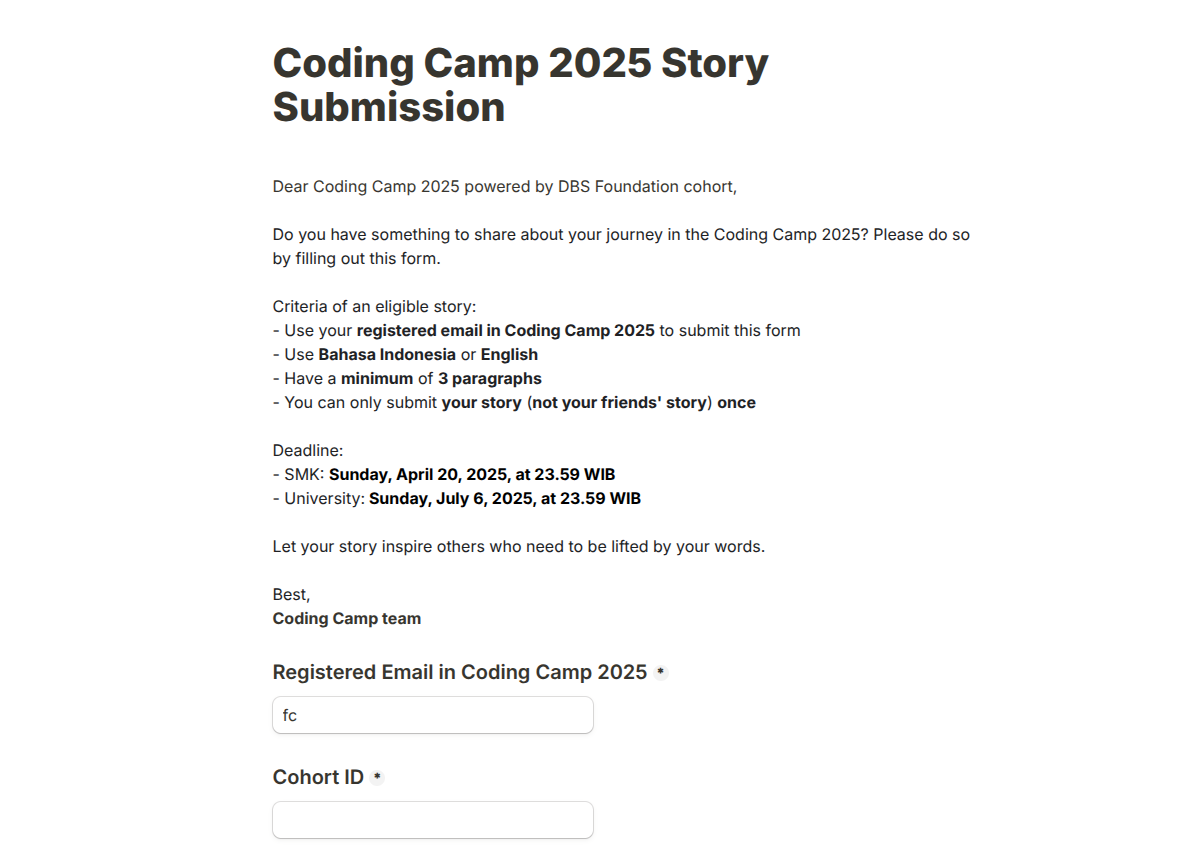 Coding Camp 2025 Story
Submission
Dear Coding Camp 2025 powered by DBS Foundation cohort,
Do you have something to share about your journey in the Coding Camp 2025? Please do so
by filling out this form.
Criteria of an eligible story:
- Use your registered email in Coding Camp 2025 to submit this form
- Use Bahasa Indonesia or English
- Have a minimum of 3 paragraphs
- You can only submit your story (not your friends' story) once
Deadline:
- SMK: Sunday, April 20, 2025, at 23.59 WIB
- University: Sunday, July 6, 2025, at 23.59 WIB
Let your story inspire others who need to be lifted by your words.
Best,
Coding Camp team
Registered Email in Coding Camp 2025 *
fc
Cohort ID *